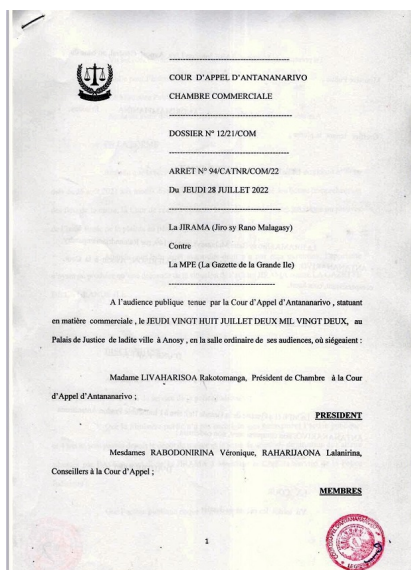 -------------------------------------------
COUR D'APPEL D'ANTANANARIVO
CHAMBRE COMMERCIALE
-------------------------------------------
DOSSIER N° 12/21/COM
-------------------------------------------
ARRET N° 94/CATNR/COM/22
Du JEUDI 28 JUILLET 2022
-------------------------------------------
La JIRAMA (Jiro sy Rano Malagasy)
Contre
La MPE (La Gazette de la Grande Ile)
-------------------------------------------
A l'audience publique tenue par la Cour d'Appel d'Antananarivo , statuant
en matière commerciale , le JEUDI VINGT HUIT JUILLET DEUX MIL VINGT DEUX, au
Palais de Justice de ladite ville à Anosy , en la salle ordinaire de ses audiences, où siégeaient :
Madame LIVAHARISOA Rakotomanga, Président de Chambre à la Cour
d'Appel d'Antananarivo ;
PRESIDENT
Mesdames RABODONIRINA Véronique, RAHARIJAONA Lalanirina,
Conseillers à la Cour d'Appel ;
MEMBRES
1